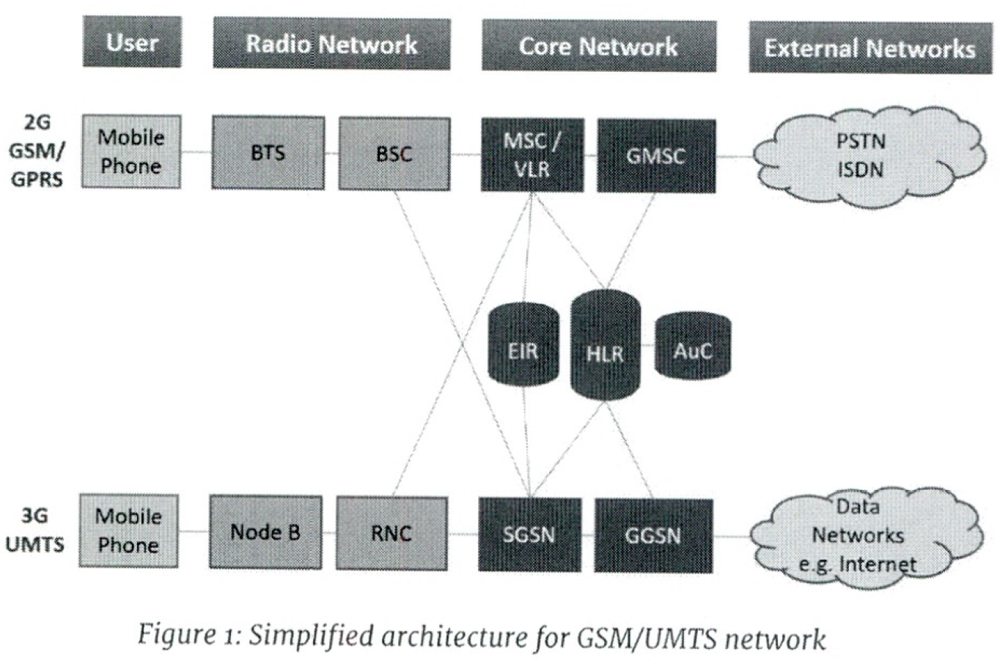 User
Radio Network
Core Network
External Networks
2G
GSM/
GPRS
Mobile
Phone
BTS
BSC
MSC /
VLR
GMSC
PSTN
ISDN
EIR
HLR
AuC
3G
UMTS
Mobile
Phone
Node B
RNC
SGSN
GGSN
Data
Networks
e.g. Internet
Figure 1: Simplified architecture for GSM/UMTS network